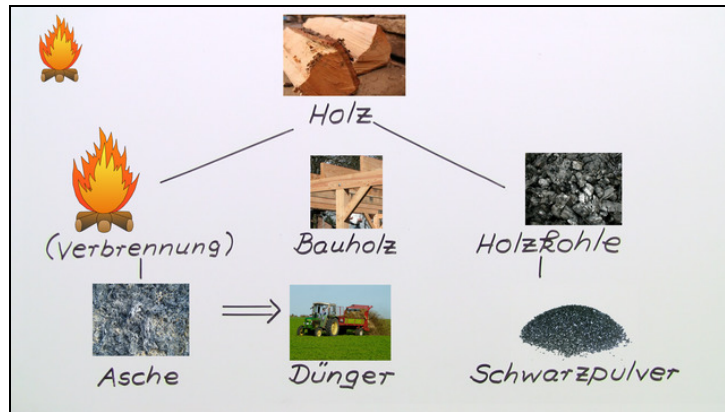 Holz
(Verbrennung)
Bauholz
Holzkohle
Asche
Dünger
Schwarzpulver